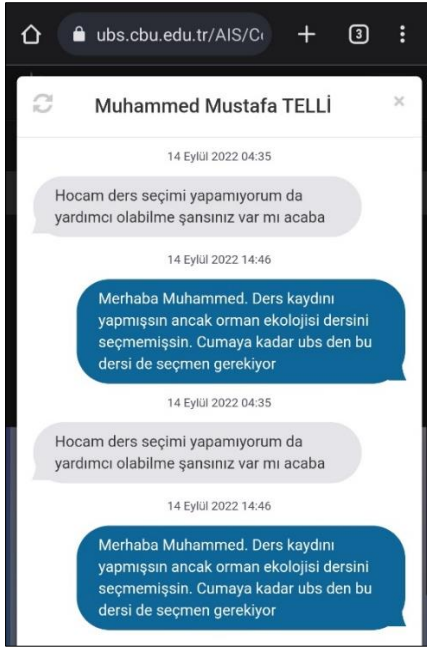 ubs.cbu.edu.tr/AIS/Co
3
Muhammed Mustafa TELLİ
14 Eylül 2022 04:35
Hocam ders seçimi yapamıyorum da
yardımcı olabilme şansınız var mı acaba
14 Eylül 2022 14:46
Merhaba Muhammed. Ders kaydını
yapmışsın ancak orman ekolojisi dersini
seçmemişsin. Cumaya kadar ubs den bu
dersi de seçmen gerekiyor
14 Eylül 2022 04:35
Hocam ders seçimi yapamıyorum da
yardımcı olabilme şansınız var mı acaba
14 Eylül 2022 14:46
Merhaba Muhammed. Ders kaydını
yapmışsın ancak orman ekolojisi dersini
seçmemişsin. Cumaya kadar ubs den bu
dersi de seçmen gerekiyor